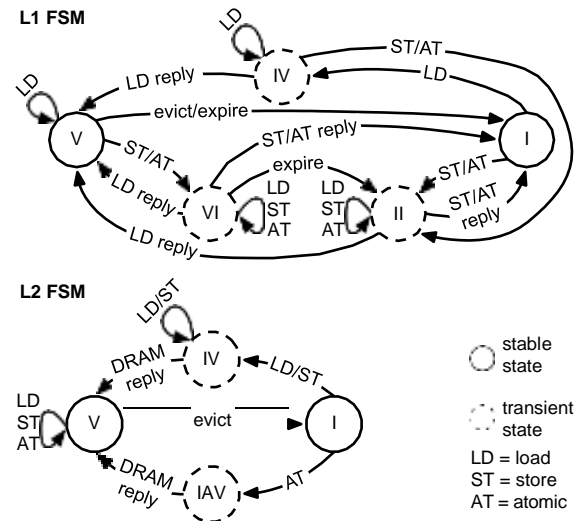 L1 FSM
LD
IV
ST/AT
LD reply
LD
LD
evict/expire
V
I
ST/AT
ST/AT reply
expire
ST/AT
LD reply
VI
LD
ST
AT
LD
ST
AT
II
ST/AT
reply
LD reply
L2 FSM
LD/ST
IV
DRAM
reply
LD/ST
LD
ST
AT
V
evict
I
DRAM
reply
IAV
AT
stable
state
transient
state
LD = load
ST = store
AT = atomic